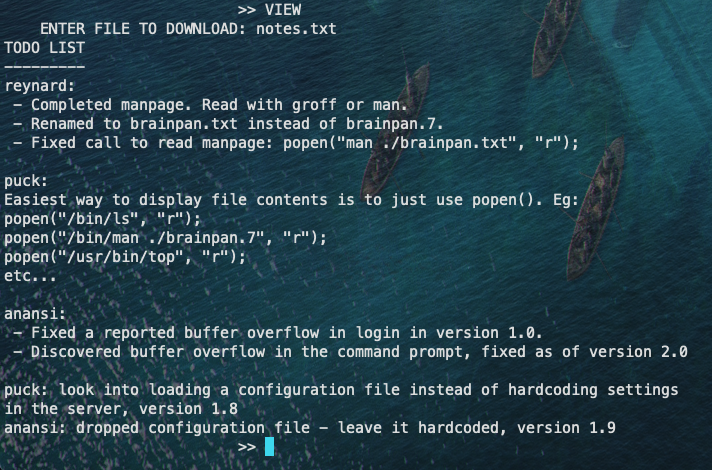 >> VIEW
ENTER FILE TO DOWNLOAD: notes.txt
TODO LIST
---------
reynard:
- Completed manpage. Read with groff or man.
- Renamed to brainpan.txt instead of brainpan.7.
- Fixed call to read manpage: popen("man ./brainpan.txt", "r");
puck:
Easiest way to display file contents is to just use popen(). Eg:
popen("/bin/ls", "r");
popen("/bin/man ./brainpan.7", "r");
popen("/usr/bin/top", "r");
etc...
anansi:
- Fixed a reported buffer overflow in login in version 1.0.
- Discovered buffer overflow in the command prompt, fixed as of version 2.0
puck: look into loading a configuration file instead of hardcoding settings
in the server, version 1.8
anansi: dropped configuration file - leave it hardcoded, version 1.9
>>